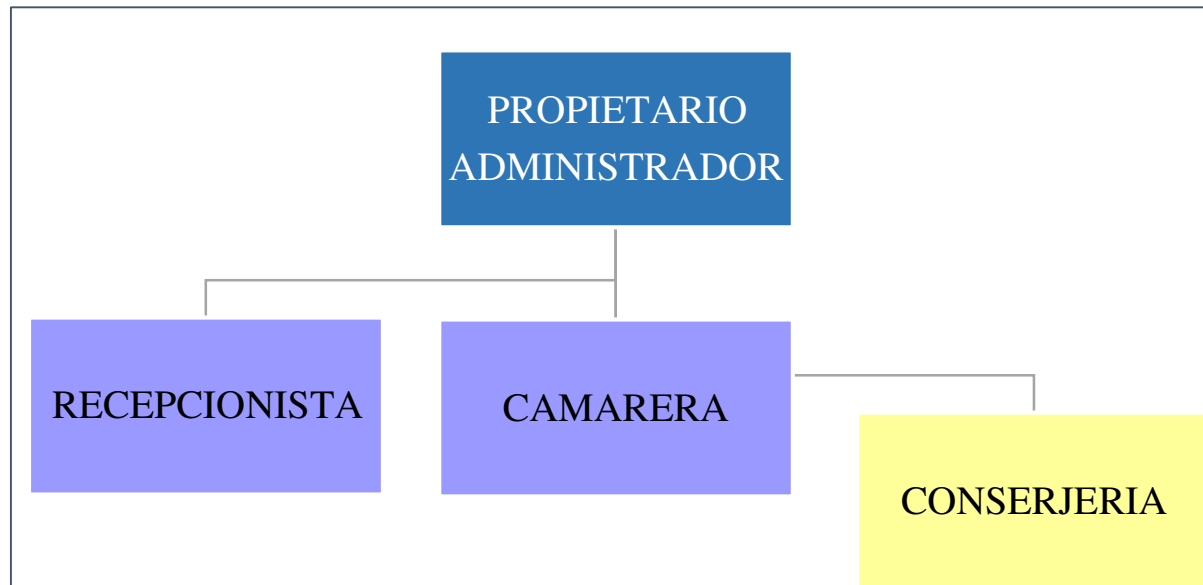 PROPIETARIO
ADMINISTRADOR
RECEPCIONISTA
CAMARERA
CONSERJERIA